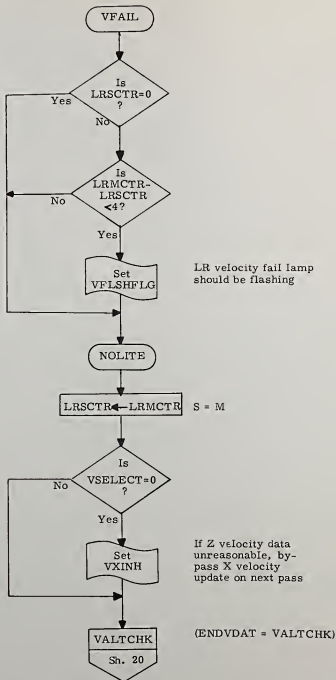 VFAIL
Is
LRSCTR=0
?
Yes
No
Is
LRMCTR-
LRSCTR
<4?
No
Yes
Set
VFLSHFLG
LR velocity fail lamp
should be flashing
NOLITE
LRSCTR←LRMCTR
S = M
Is
VSELECT=0
?
No
Yes
Set
VXINH
If Z velocity data
unreasonable, by-
pass X velocity
update on next pass
VALTCHK
(ENDVDAT = VALTCHK)
Sh. 20